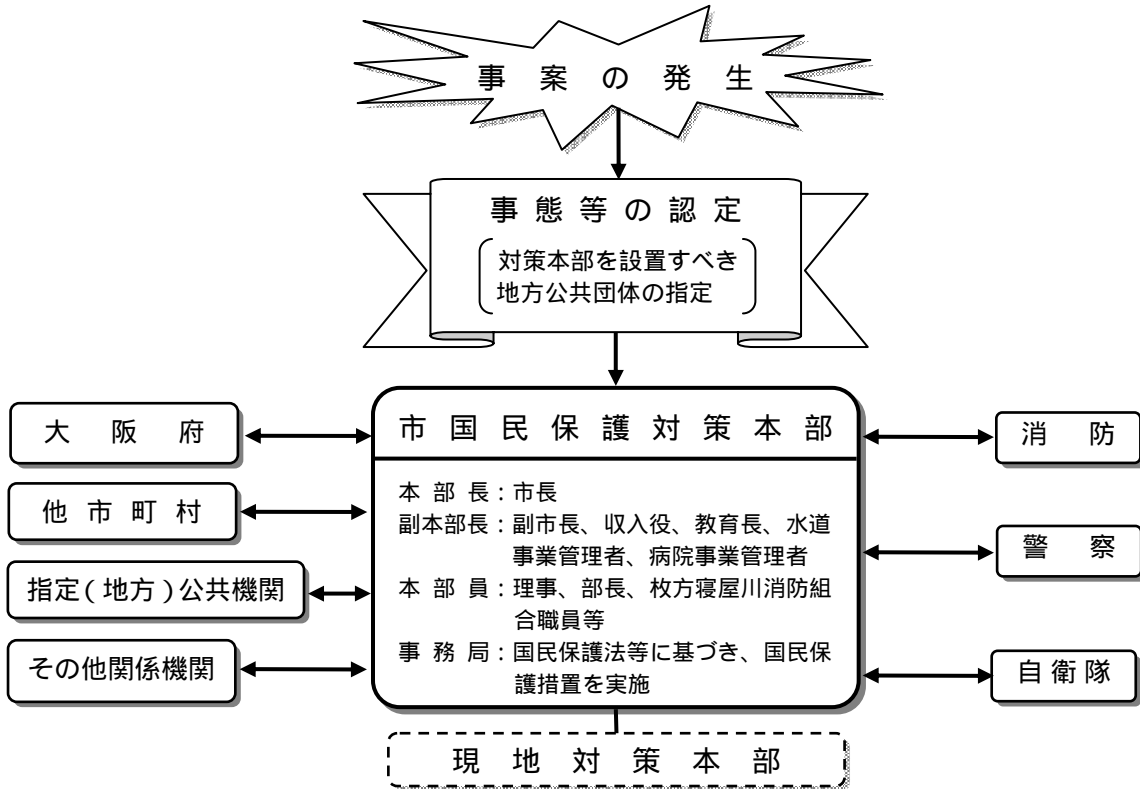 事案の発生
事態等の認定
対策本部を設置すべき
地方公共団体の指定
市国民保護対策本部
本部長：市長
副本部長：副市長、収入役、教育長、水道
事業管理者、病院事業管理者
本部員：理事、部長、枚方寝屋川消防組
合職員等
事務局：国民保護法等に基づき、国民保
護措置を実施
大阪府
他市町村
指定(地方)公共機関
その他関係機関
消防
警察
自衛隊
現地対策本部